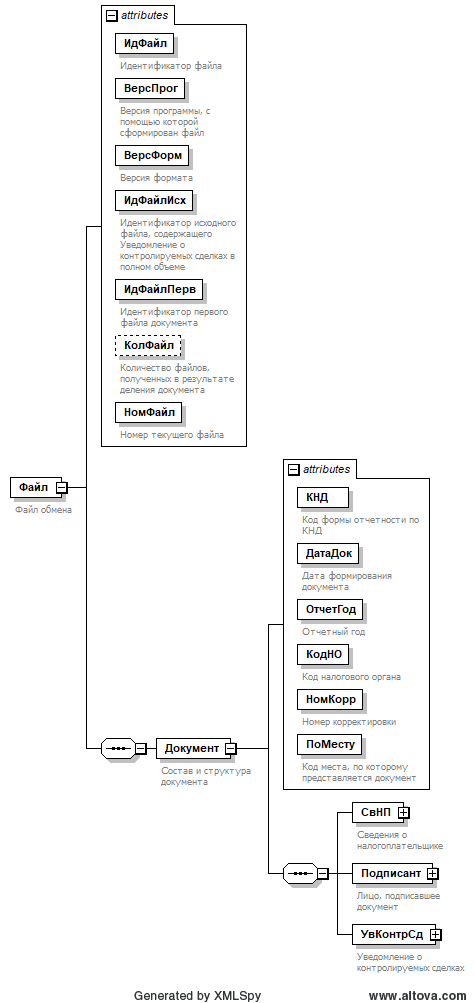 attributes
ИдФайл
Идентификатор файла
ВерсПрог
Версия программы, с
помощью которой
сформирован файл
ВерсФорм
Версия формата
ИдФайлИсх
Идентификатор исходного
файла, содержащего
Уведомление о
контролируемых сделках в
полном объеме
ИдФайлПерв
Идентификатор первого
файла документа
КолФайл
Количество файлов,
полученных в результате
деления документа
НомФайл
Номер текущего файла
Файл
Файл обмена
attributes
КНД
Код формы отчетности по
КНД
ДатаДок
Дата формирования
документа
ОтчетГод
Отчетный год
КодНО
Код налогового органа
НомКорр
Номер корректировки
ПоМесту
Код места, по которому
представляется документ
Документ
Состав и структура
документа
СвНП
Сведения о
налогоплательщике
Подписант
Лицо, подписавшее
документ
УвКонтрСд
Уведомление о
контролируемых сделках
Generated by XMLSpy
www.altova.com